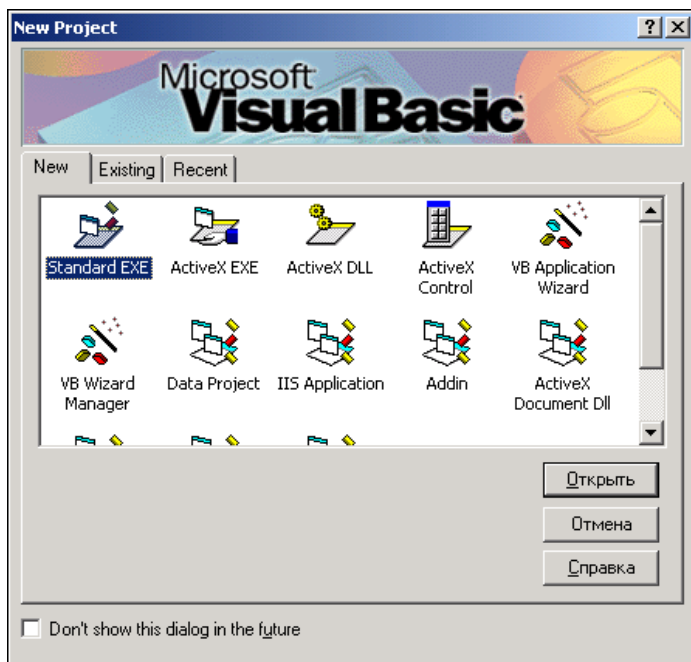 New Project
Microsoft
Visual Basic
New Existing Recent
Standard EXE ActiveX EXE ActiveX DLL ActiveX Control VB Application Wizard
VB Wizard Manager Data Project IIS Application Addin ActiveX Document Dll
Открыть
Отмена
Справка
Don't show this dialog in the future